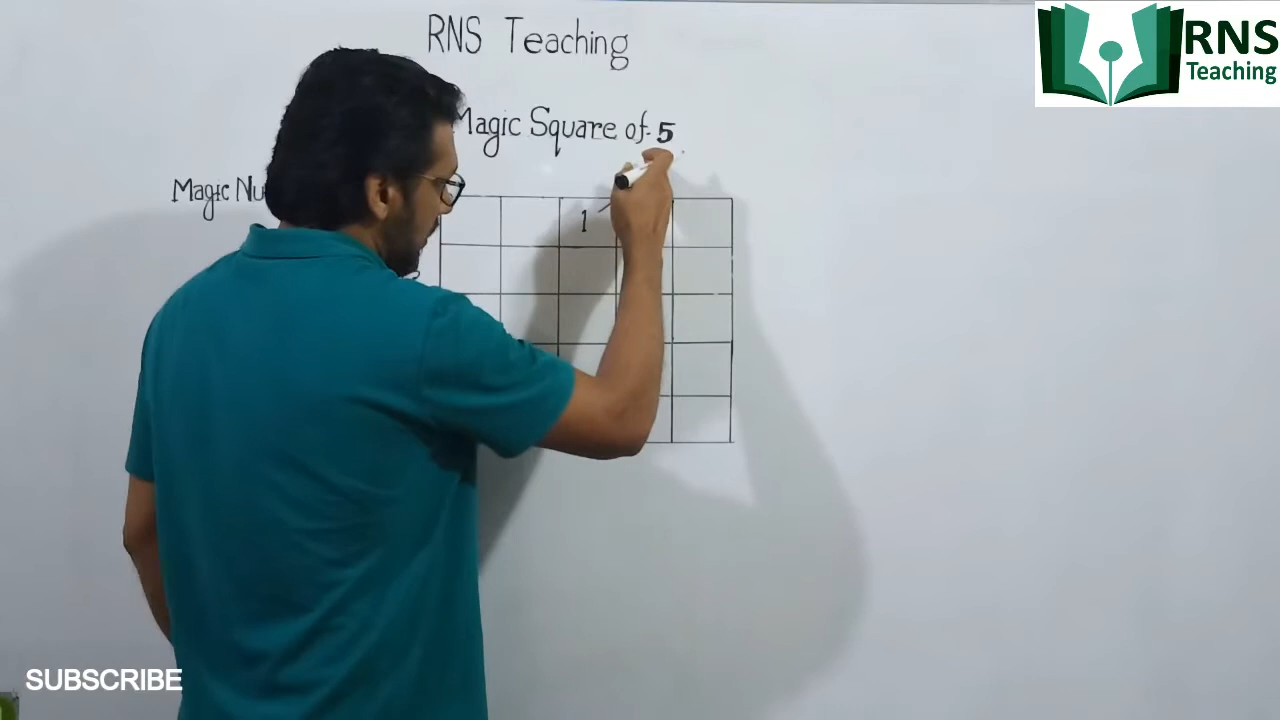 RNS Teaching
RNS
Teaching
Magic Square of 5
Magic Nu
1
SUBSCRIBE